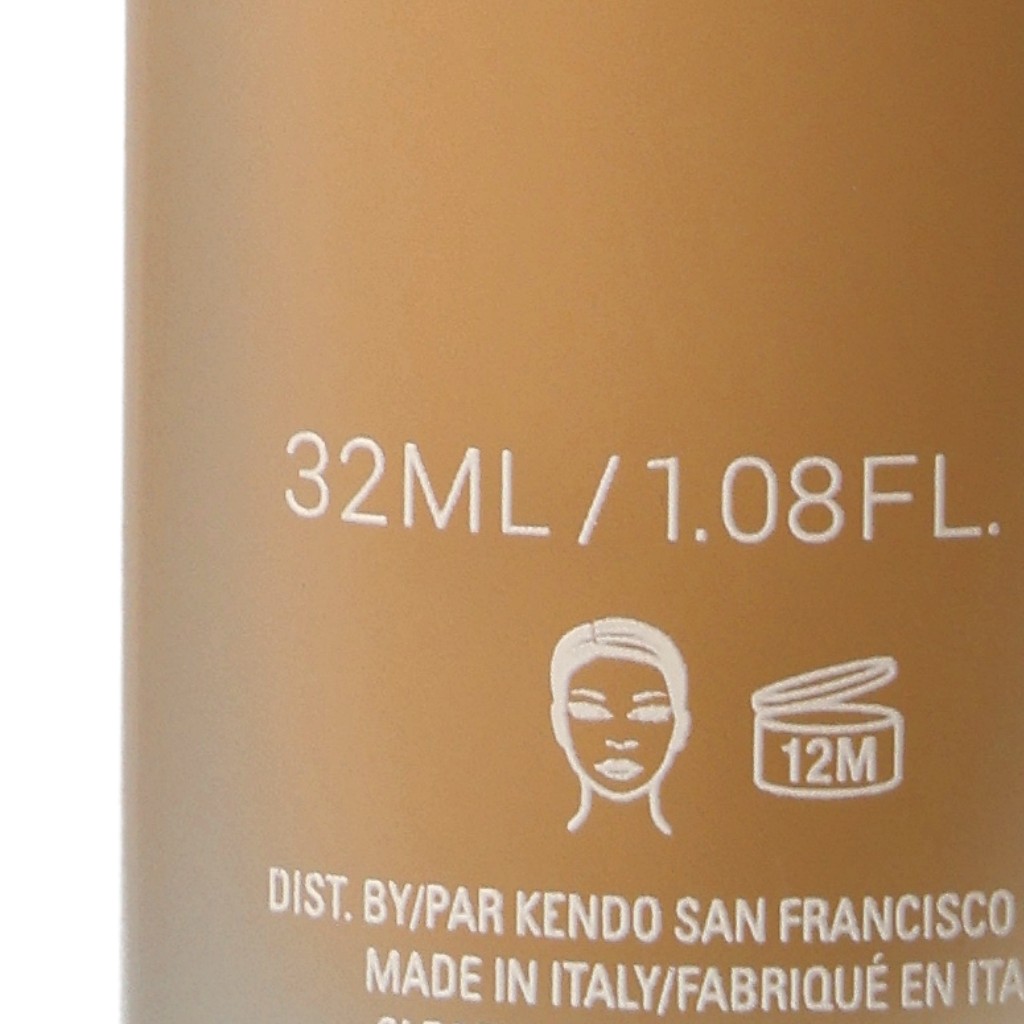 32ML / 1.08FL.
12M
DIST. BY/PAR KENDO SAN FRANCISCO
MADE IN ITALY/FABRIQUÉ EN